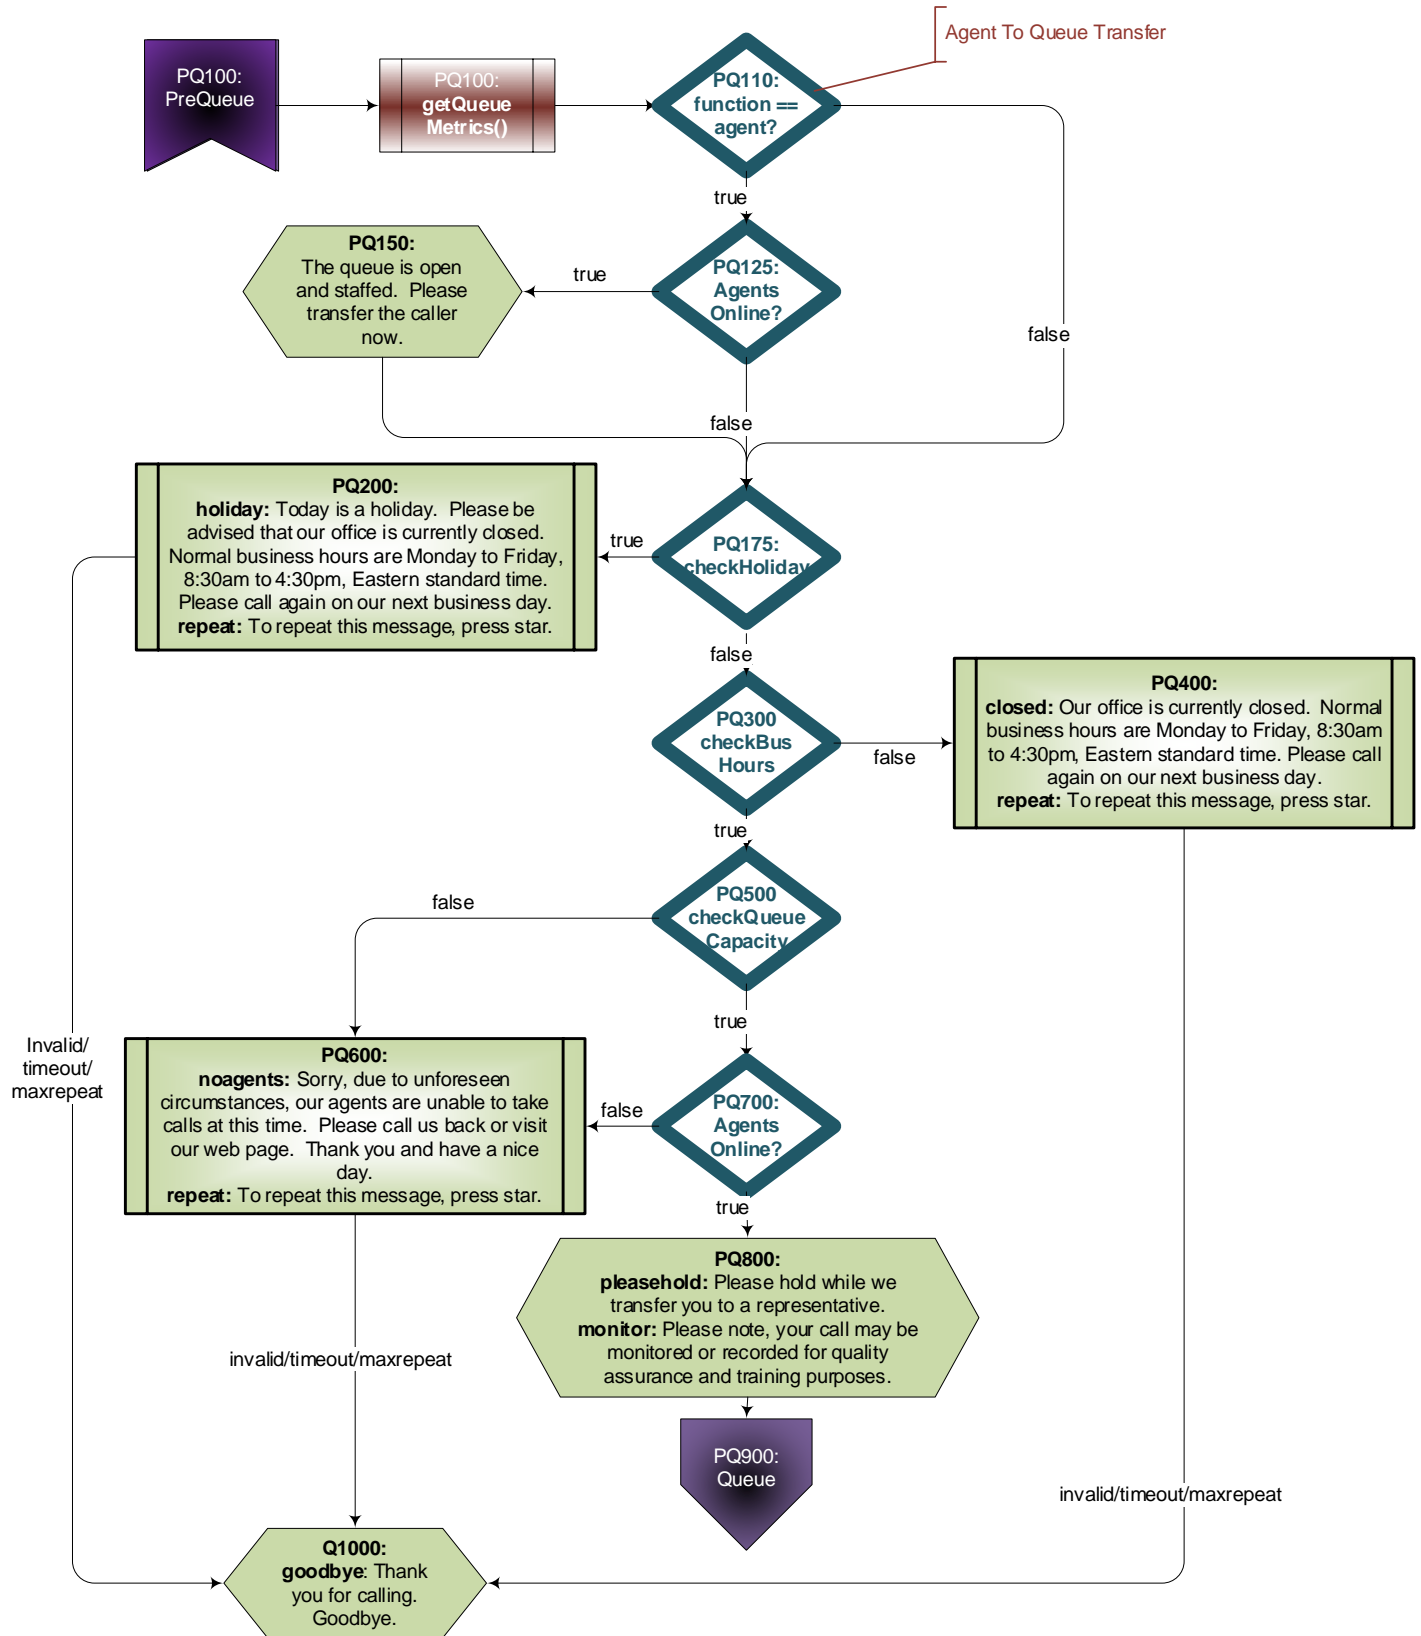 Agent To Queue Transfer
PQ100:
PreQueue
PQ100:
getQueue
Metrics()
PQ110:
function ==
agent?
true
false
PQ150:
The queue is open
and staffed.  Please
transfer the caller
now.
true
PQ125:
Agents
Online?
false
PQ200:
holiday: Today is a holiday.  Please be
advised that our office is currently closed.
Normal business hours are Monday to Friday,
8:30am to 4:30pm, Eastern standard time.
Please call again on our next business day.
repeat: To repeat this message, press star.
true
PQ175:
checkHoliday
false
PQ300
checkBus
Hours
false
PQ400:
closed: Our office is currently closed.  Normal
business hours are Monday to Friday, 8:30am
to 4:30pm, Eastern standard time. Please call
again on our next business day.
repeat: To repeat this message, press star.
true
PQ500
checkQueue
Capacity
false
true
Invalid/
timeout/
maxrepeat
PQ600:
noagents: Sorry, due to unforeseen
circumstances, our agents are unable to take
calls at this time.  Please call us back or visit
our web page.  Thank you and have a nice
day.
repeat: To repeat this message, press star.
false
PQ700:
Agents
Online?
true
PQ800:
pleasehold: Please hold while we
transfer you to a representative.
monitor: Please note, your call may be
monitored or recorded for quality
assurance and training purposes.
invalid/timeout/maxrepeat
PQ900:
Queue
invalid/timeout/maxrepeat
Q1000:
goodbye: Thank
you for calling.
Goodbye.